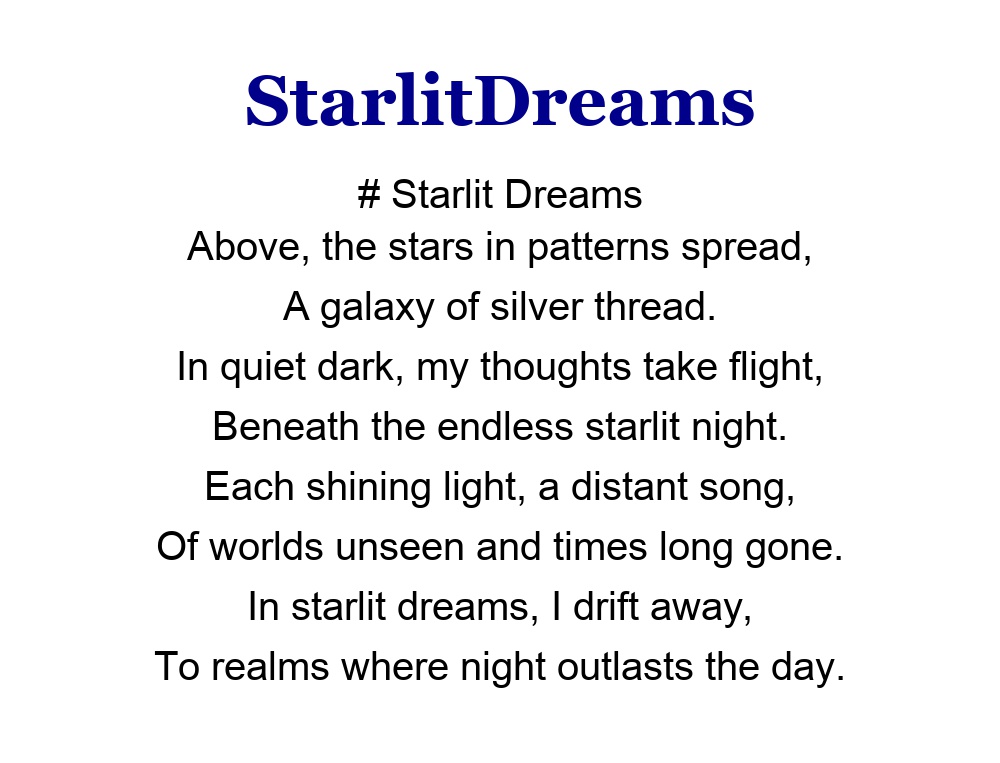 StarlitDreams
# Starlit Dreams
Above, the stars in patterns spread,
A galaxy of silver thread.
In quiet dark, my thoughts take flight,
Beneath the endless starlit night.
Each shining light, a distant song,
Of worlds unseen and times long gone.
In starlit dreams, I drift away,
To realms where night outlasts the day.